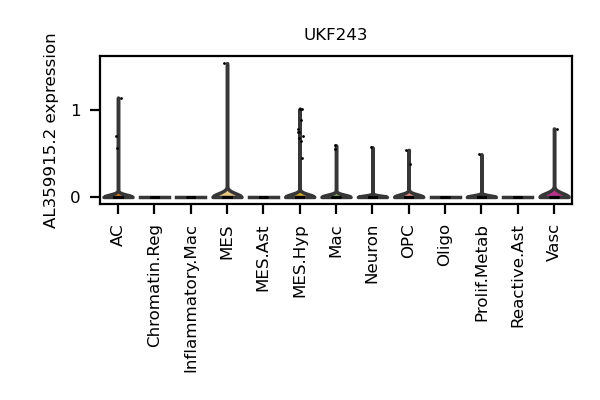 UKF243
AL359915.2 expression
1
0
AC
Chromatin.Reg
Inflammatory.Mac
MES
MES.Ast
MES.Hyp
Mac
Neuron
OPC
Oligo
Prolif.Metab
Reactive.Ast
Vasc